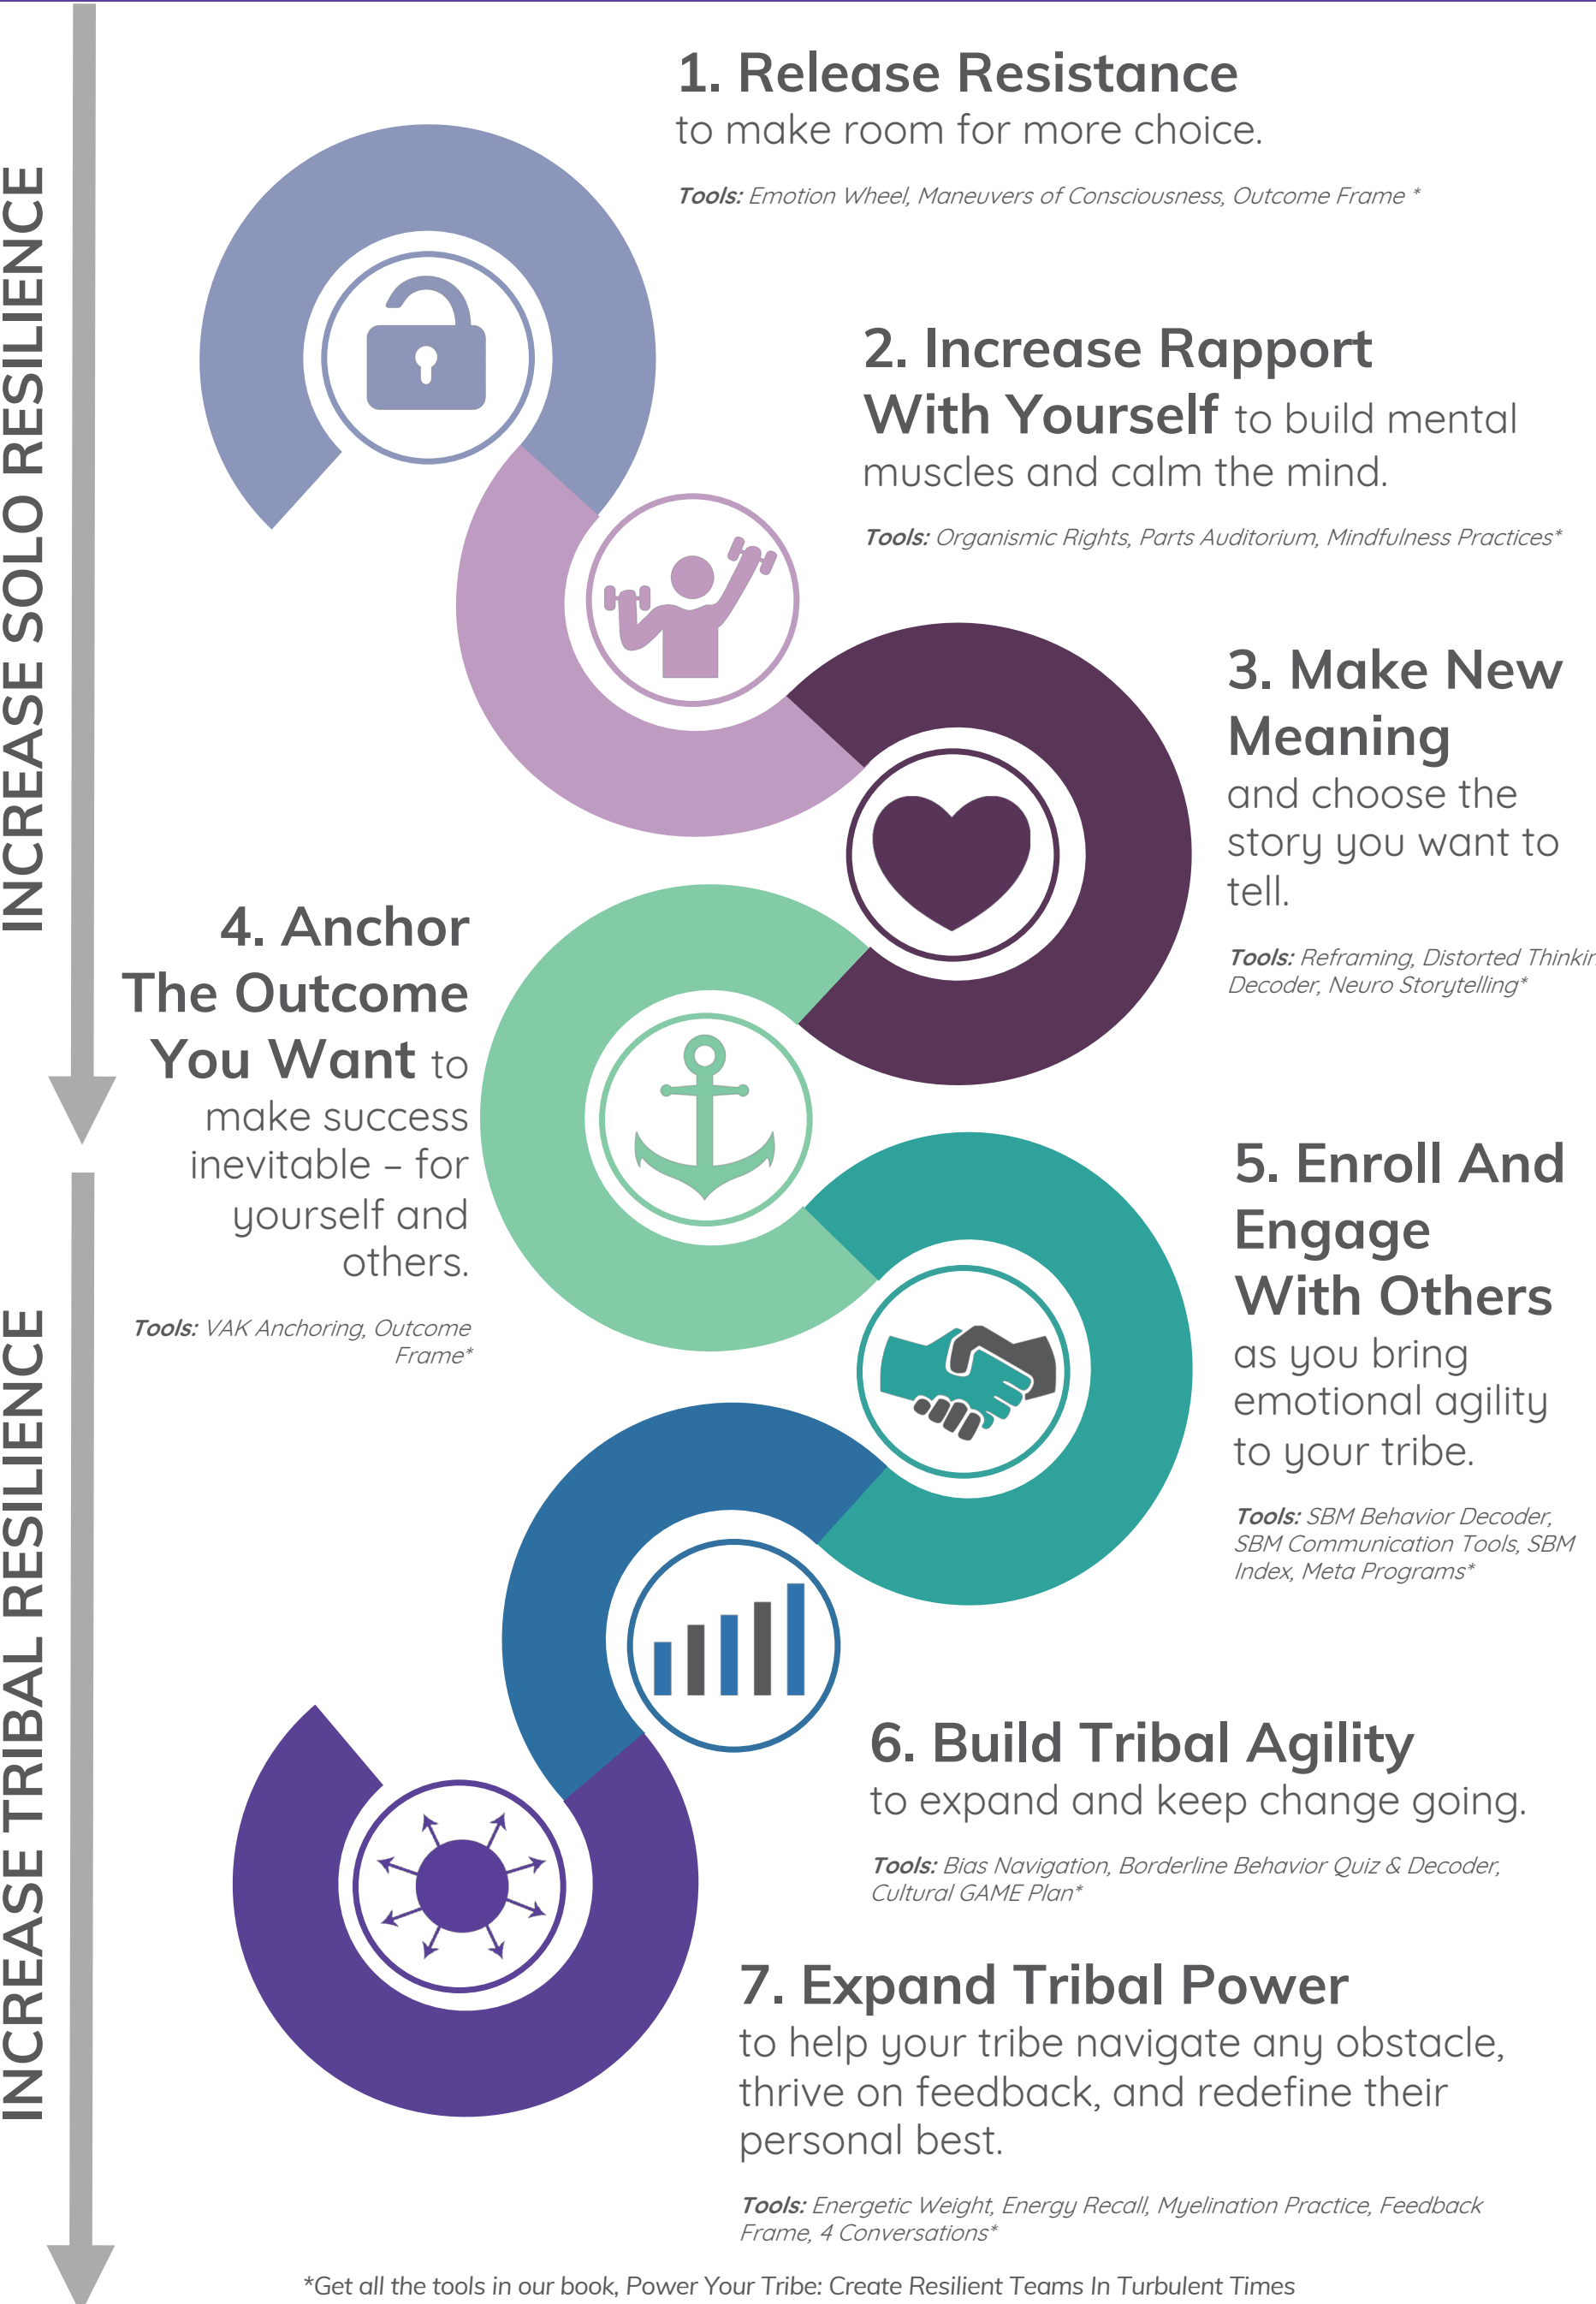 INCREASE SOLO RESILIENCE
1. Release Resistance
to make room for more choice.
Tools: Emotion Wheel, Maneuvers of Consciousness, Outcome Frame *
2. Increase Rapport
With Yourself to build mental
muscles and calm the mind.
Tools: Organismic Rights, Parts Auditorium, Mindfulness Practices*
3. Make New
Meaning
and choose the
story you want to
tell.
Tools: Reframing, Distorted Thinkin
Decoder, Neuro Storytelling*
4. Anchor
The Outcome
You Want to
make success
inevitable – for
yourself and
others.
Tools: VAK Anchoring, Outcome
Frame*
INCREASE TRIBAL RESILIENCE
5. Enroll And
Engage
With Others
as you bring
emotional agility
to your tribe.
Tools: SBM Behavior Decoder,
SBM Communication Tools, SBM
Index, Meta Programs*
6. Build Tribal Agility
to expand and keep change going.
Tools: Bias Navigation, Borderline Behavior Quiz & Decoder,
Cultural GAME Plan*
7. Expand Tribal Power
to help your tribe navigate any obstacle,
thrive on feedback, and redefine their
personal best.
Tools: Energetic Weight, Energy Recall, Myelination Practice, Feedback
Frame, 4 Conversations*
*Get all the tools in our book, Power Your Tribe: Create Resilient Teams In Turbulent Times